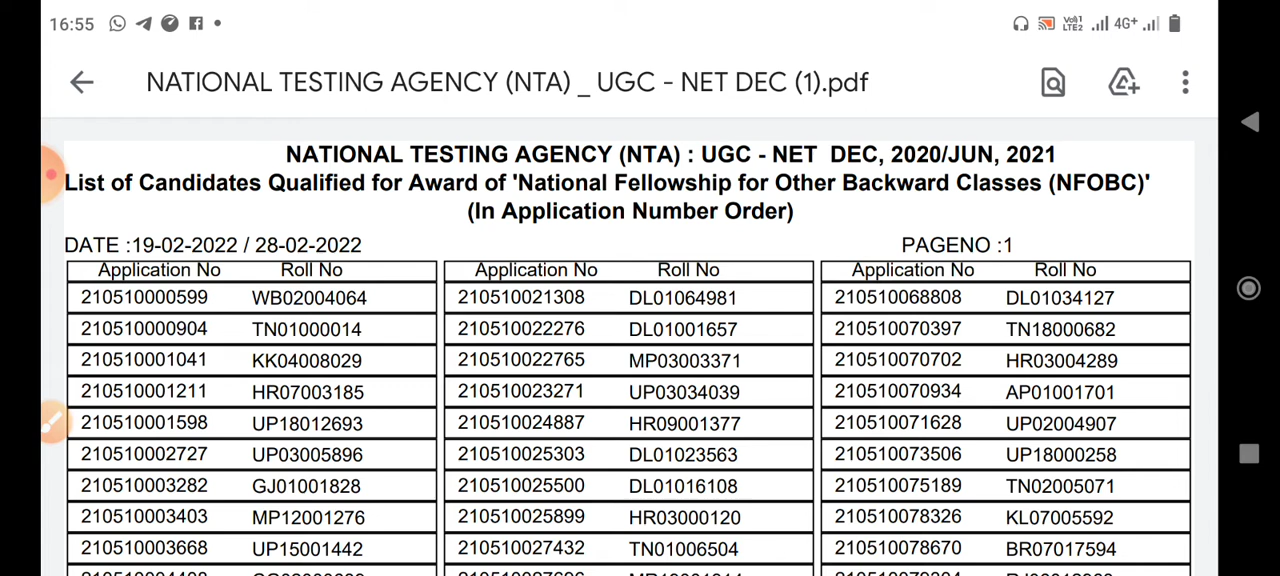 16:55 Vo))1 LTE2 4G+
NATIONAL TESTING AGENCY (NTA) _ UGC - NET DEC (1).pdf
NATIONAL TESTING AGENCY (NTA) : UGC - NET DEC, 2020/JUN, 2021
List of Candidates Qualified for Award of 'National Fellowship for Other Backward Classes (NFOBC)'
(In Application Number Order)
DATE :19-02-2022 / 28-02-2022 PAGENO :1
Application No Roll No Application No Roll No Application No Roll No
210510000599 WB02004064 210510021308 DL01064981 210510068808 DL01034127
210510000904 TN01000014 210510022276 DL01001657 210510070397 TN18000682
210510001041 KK04008029 210510022765 MP03003371 210510070702 HR03004289
210510001211 HR07003185 210510023271 UP03034039 210510070934 AP01001701
210510001598 UP18012693 210510024887 HR09001377 210510071628 UP02004907
210510002727 UP03005896 210510025303 DL01023563 210510073506 UP18000258
210510003282 GJ01001828 210510025500 DL01016108 210510075189 TN02005071
210510003403 MP12001276 210510025899 HR03000120 210510078326 KL07005592
210510003668 UP15001442 210510027432 TN01006504 210510078670 BR07017594